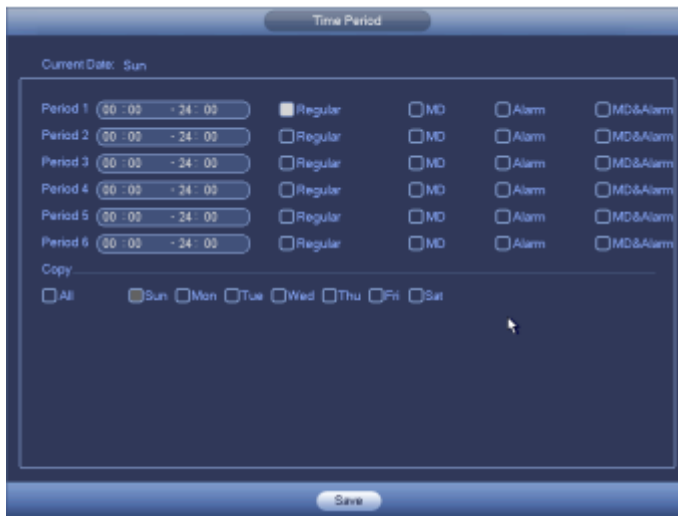 Time Period
Current Date: Sun
Period 1 00 : 00 - 24 : 00 Regular MD Alarm MD&Alarm
Period 2 00 : 00 - 24 : 00 Regular MD Alarm MD&Alarm
Period 3 00 : 00 - 24 : 00 Regular MD Alarm MD&Alarm
Period 4 00 : 00 - 24 : 00 Regular MD Alarm MD&Alarm
Period 5 00 : 00 - 24 : 00 Regular MD Alarm MD&Alarm
Period 6 00 : 00 - 24 : 00 Regular MD Alarm MD&Alarm
Copy
All Sun Mon Tue Wed Thu Fri Sat
Save